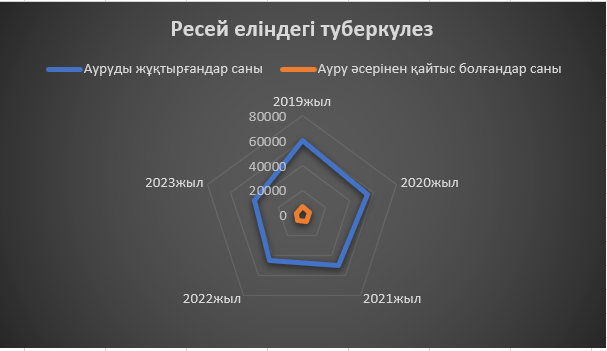 Ресей еліндегі туберкулез
Ауруды жұқтырғандар саны
Ауру әсерінен қайтыс болғандар саны
2019жыл
80000
60000
40000
20000
0
2023жыл
2020жыл
2022жыл
2021жыл